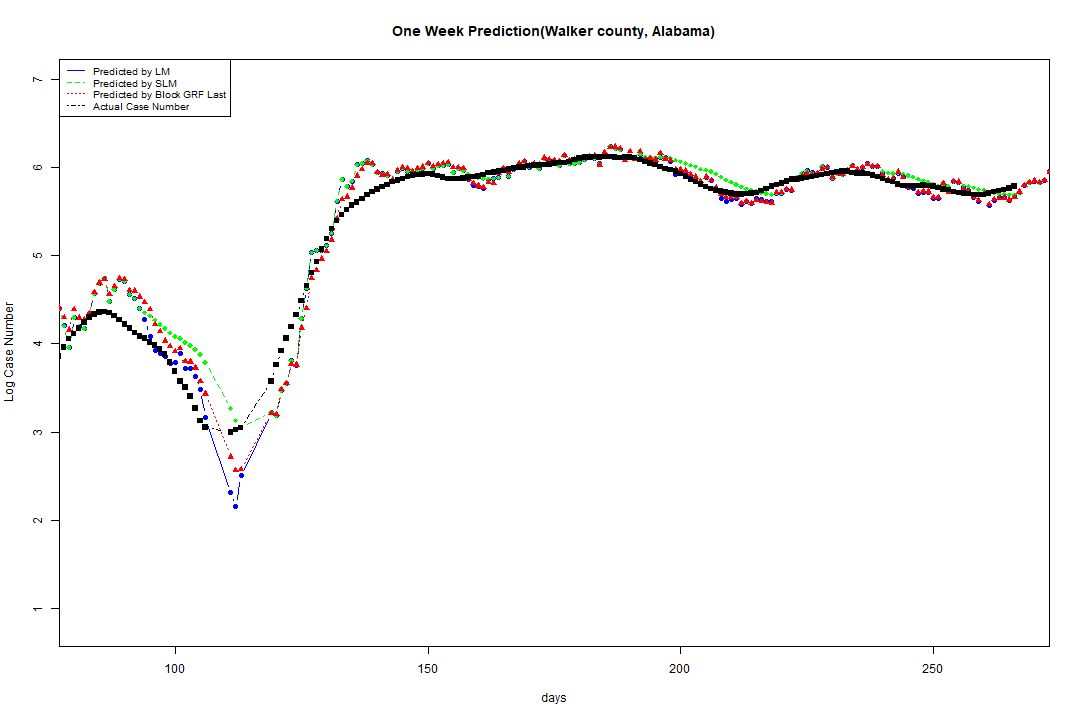 One Week Prediction(Walker county, Alabama)
Predicted by LM
Predicted by SLM
Predicted by Block GRF Last
Actual Case Number
7
6
5
4
3
2
1
Log Case Number
100 150 200 250
days